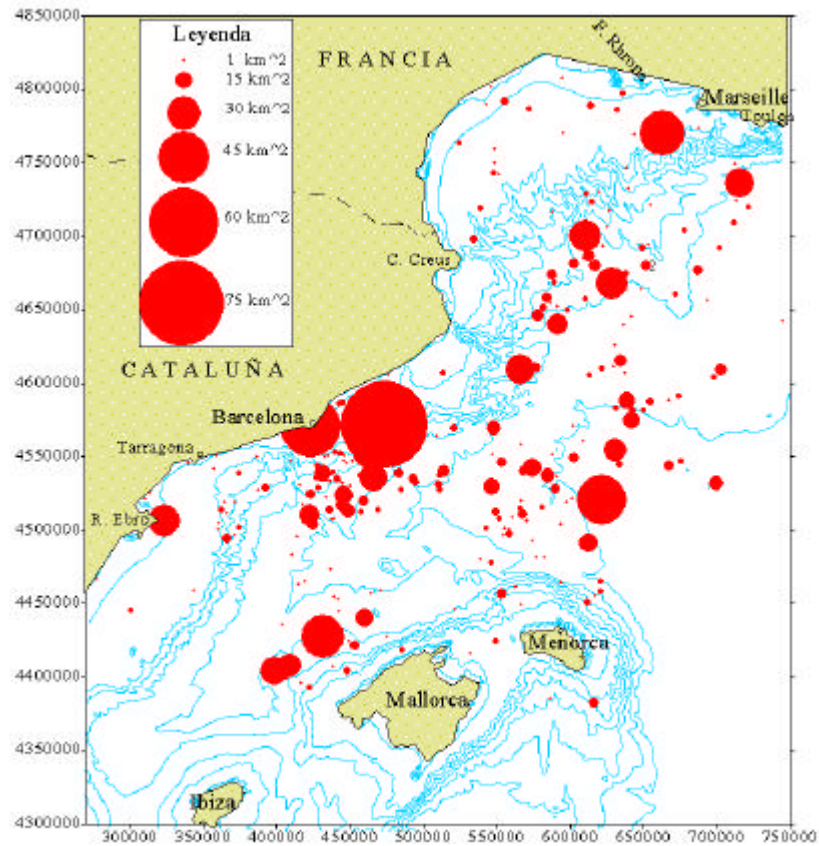 4850000
4800000
4750000
4700000
4650000
4600000
4550000
4500000
4450000
4400000
4350000
4300000
Leyenda
1 km^2
15 km^2
30 km^2
45 km^2
60 km^2
75 km^2
FRANCIA
Marseille
C. Creus
CATALUÑA
Barcelona
Tarragona
R. Ebro
2
Menorca
Mallorca
Ibiza
300000 350000 400000 450000 500000 550000 600000 650000 700000 750000